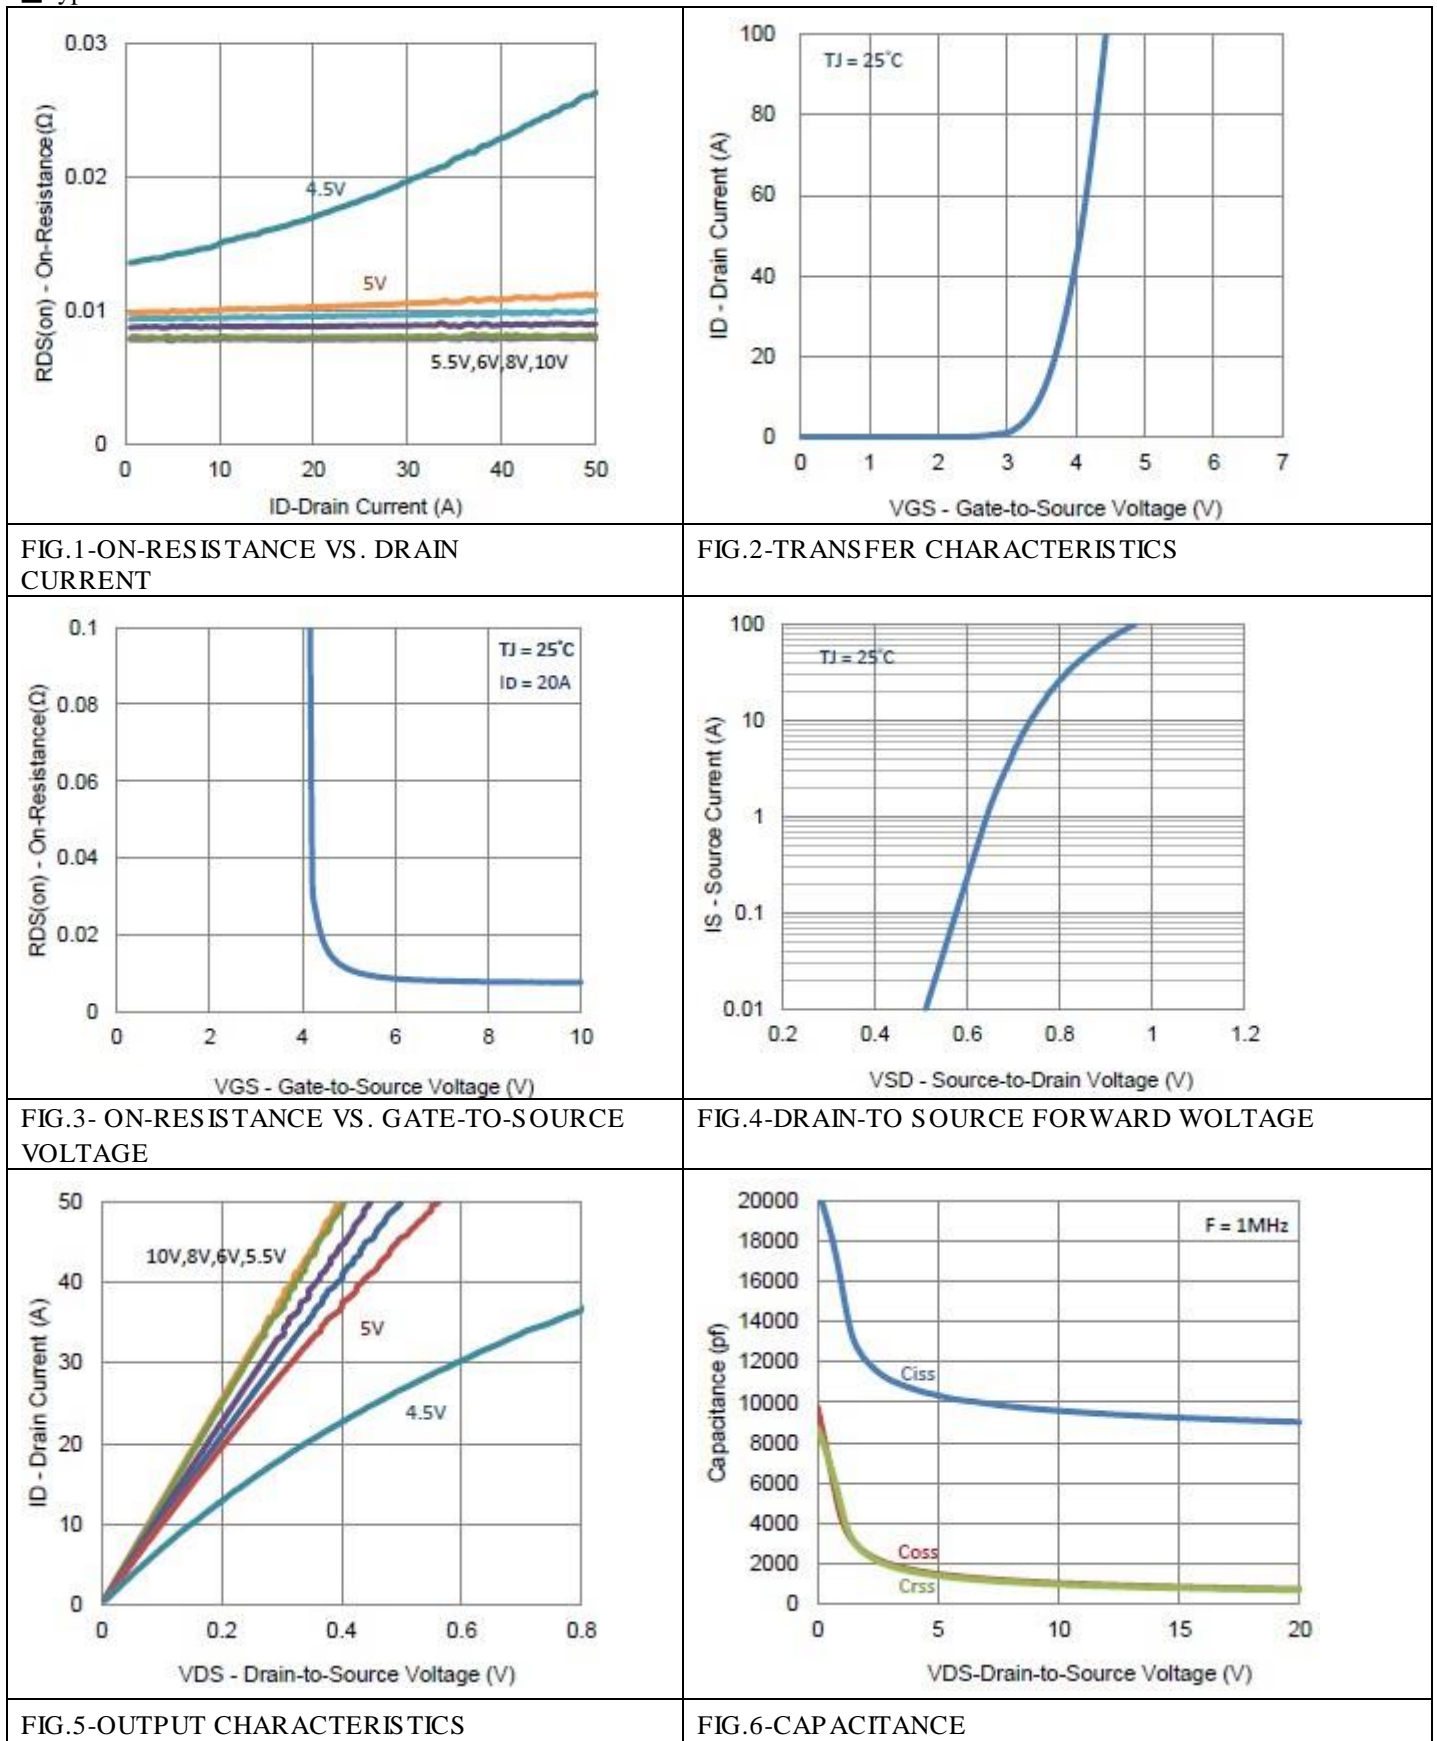 0.03
0.02
0.01
0
RDS(on) - On-Resistance(Ω)
4.5V
5V
5.5V,6V,8V,10V
0 10 20 30 40 50
ID-Drain Current (A)
FIG.1-ON-RESISTANCE VS. DRAIN
CURRENT
100
80
60
40
20
0
ID - Drain Current (A)
TJ = 25°C
0 1 2 3 4 5 6 7
VGS - Gate-to-Source Voltage (V)
FIG.2-TRANSFER CHARACTERISTICS
0.1
0.08
0.06
0.04
0.02
0
RDS(on) - On-Resistance(Ω)
TJ = 25°C
ID = 20A
0 2 4 6 8 10
VGS - Gate-to-Source Voltage (V)
FIG.3- ON-RESISTANCE VS. GATE-TO-SOURCE
VOLTAGE
100
10
1
0.1
0.01
IS - Source Current (A)
TJ = 25°C
0.2 0.4 0.6 0.8 1 1.2
VSD - Source-to-Drain Voltage (V)
FIG.4-DRAIN-TO SOURCE FORWARD WOLTAGE
50
40
30
20
10
0
ID - Drain Current (A)
10V,8V,6V,5.5V
5V
4.5V
0 0.2 0.4 0.6 0.8
VDS - Drain-to-Source Voltage (V)
FIG.5-OUTPUT CHARACTERISTICS
20000
18000
16000
14000
12000
10000
8000
6000
4000
2000
0
Capacitance (pf)
F = 1MHz
Ciss
Coss
Crss
0 5 10 15 20
VDS-Drain-to-Source Voltage (V)
FIG.6-CAPACITANCE